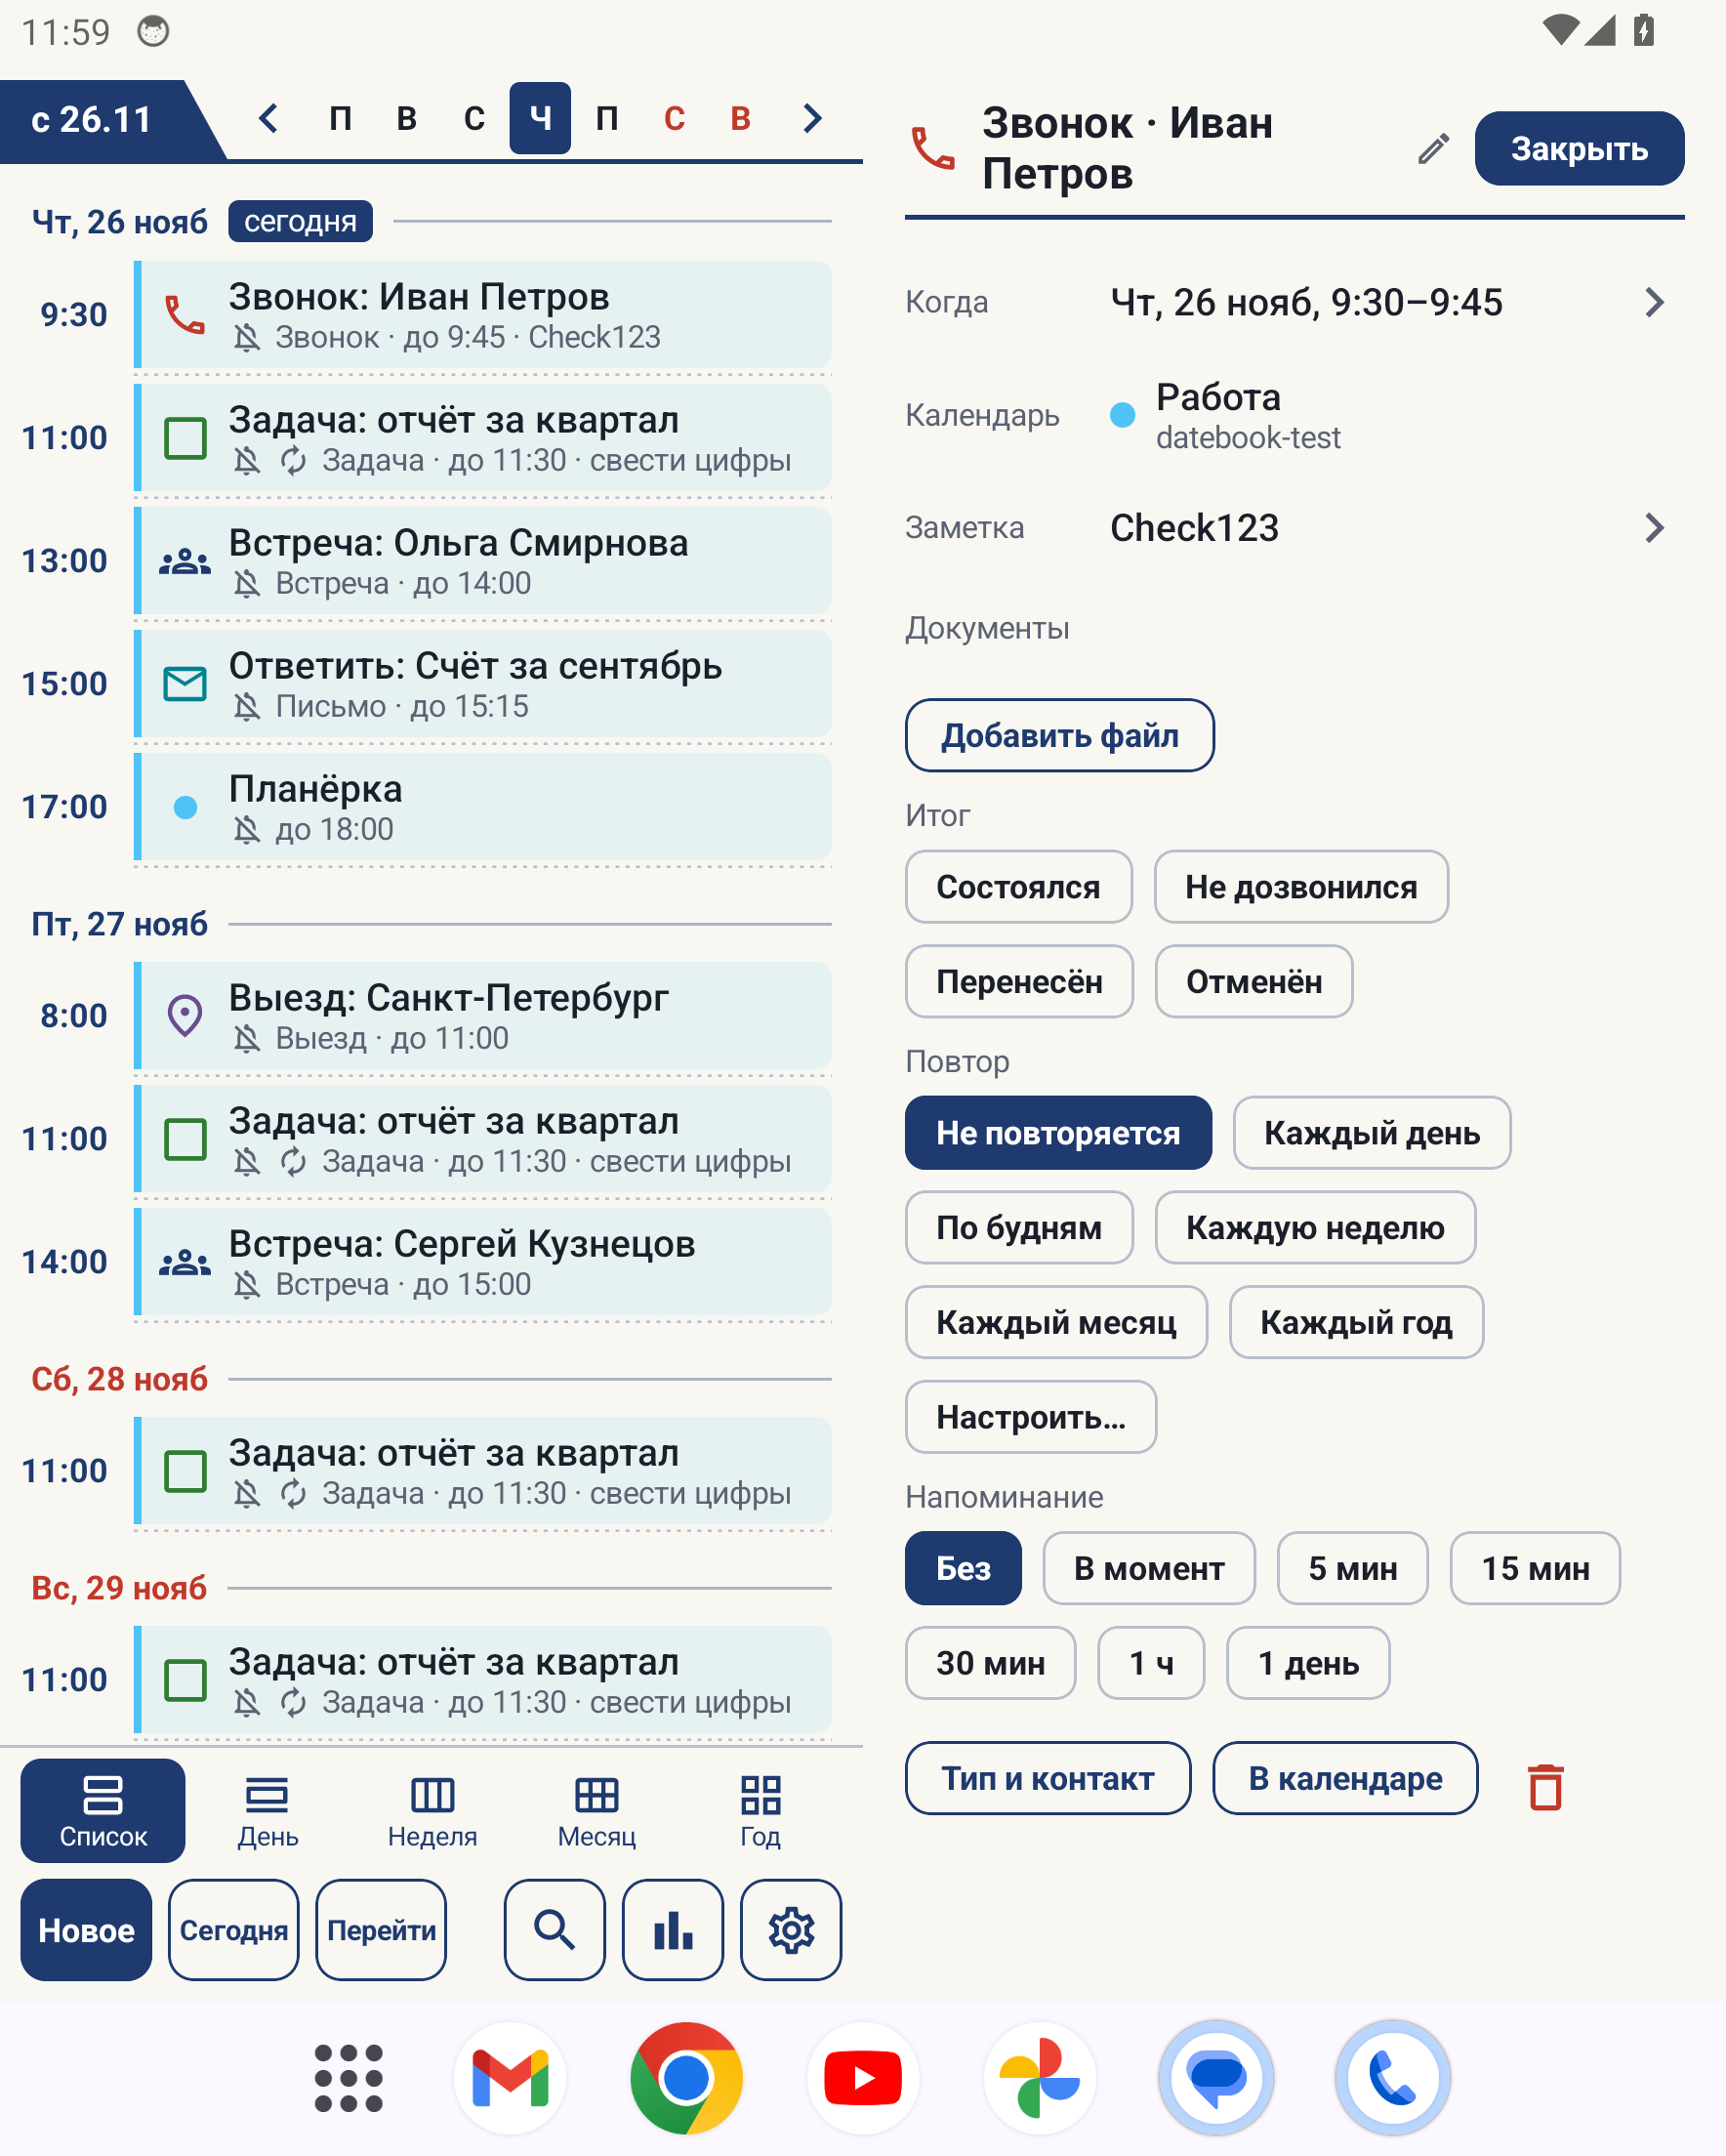 11:59
с 26.11
П В С Ч П С В
Чт, 26 нояб сегодня
9:30
Звонок: Иван Петров
Звонок · до 9:45 · Check123
11:00
Задача: отчёт за квартал
Задача · до 11:30 · свести цифры
13:00
Встреча: Ольга Смирнова
Встреча · до 14:00
15:00
Ответить: Счёт за сентябрь
Письмо · до 15:15
17:00
Планёрка
до 18:00
Пт, 27 нояб
8:00
Выезд: Санкт-Петербург
Выезд · до 11:00
11:00
Задача: отчёт за квартал
Задача · до 11:30 · свести цифры
14:00
Встреча: Сергей Кузнецов
Встреча · до 15:00
Сб, 28 нояб
11:00
Задача: отчёт за квартал
Задача · до 11:30 · свести цифры
Вс, 29 нояб
11:00
Задача: отчёт за квартал
Задача · до 11:30 · свести цифры
Список День Неделя Месяц Год
Новое Сегодня Перейти
Звонок · Иван
Петров
Закрыть
Когда Чт, 26 нояб, 9:30–9:45
Календарь Работа
datebook-test
Заметка Check123
Документы
Добавить файл
Итог
Состоялся Не дозвонился
Перенесён Отменён
Повтор
Не повторяется Каждый день
По будням Каждую неделю
Каждый месяц Каждый год
Настроить…
Напоминание
Без В момент 5 мин 15 мин
30 мин 1 ч 1 день
Тип и контакт В календаре